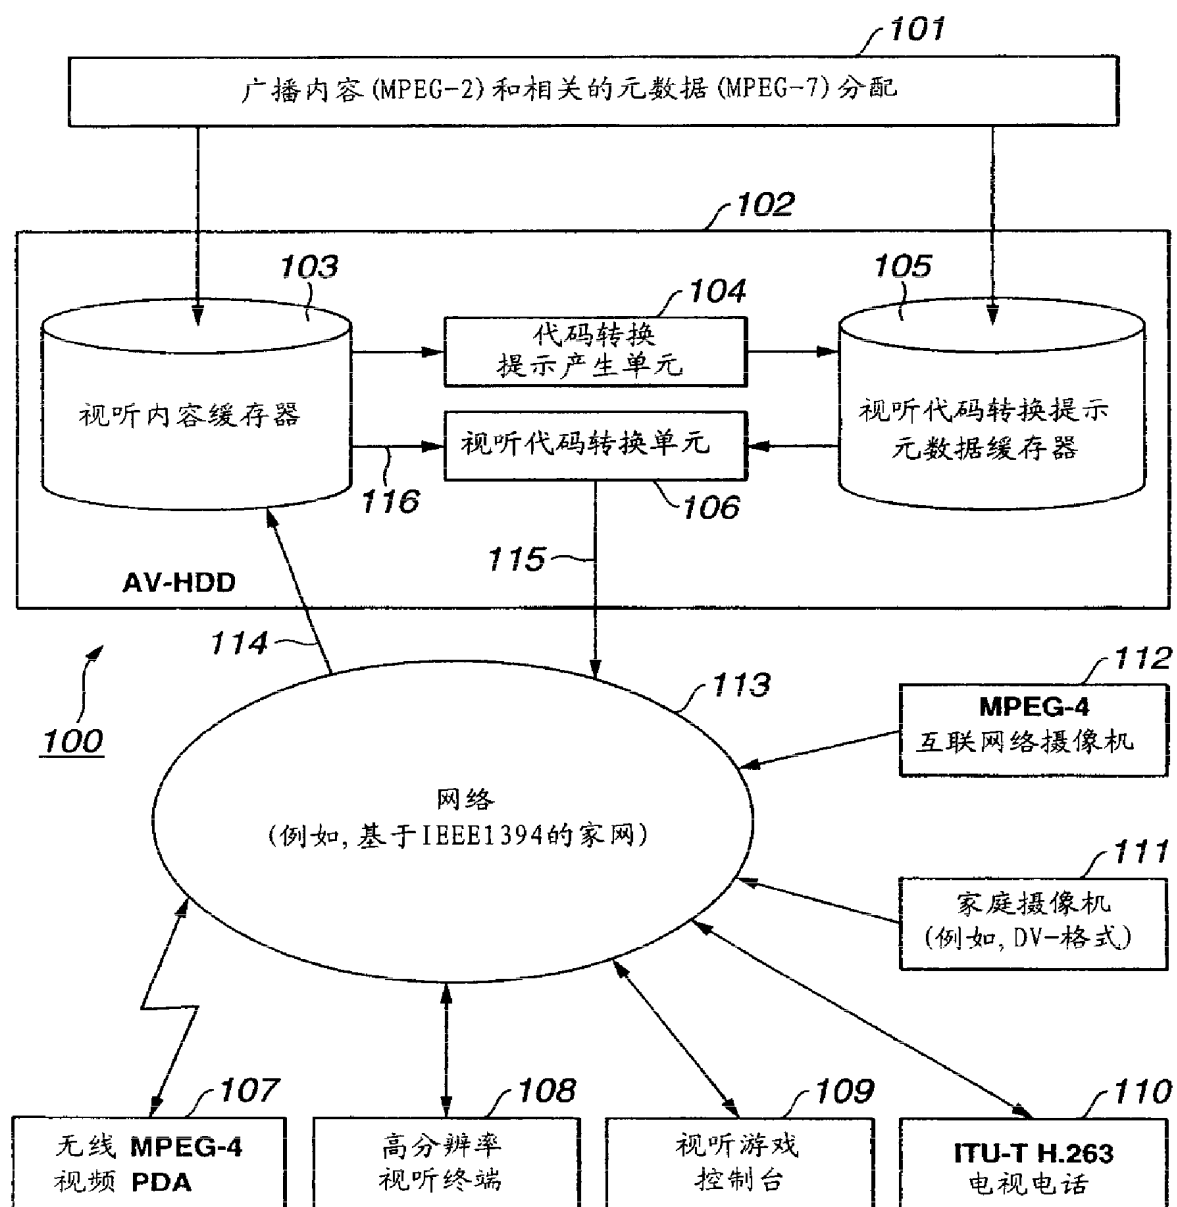 101
广播内容(MPEG-2)和相关的元数据(MPEG-7)分配
102
103
104
105
代码转换
提示产生单元
视听内容缓存器
视听代码转换单元
视听代码转换提示
元数据缓存器
116
106
115
AV-HDD
114
100
113
112
MPEG-4
互联网络摄像机
网络
(例如,基于IEEE1394的家网)
111
家庭摄像机
(例如,DV-格式)
107
108
109
110
无线 MPEG-4
视频 PDA
高分辨率
视听终端
视听游戏
控制台
ITU-T H.263
电视电话